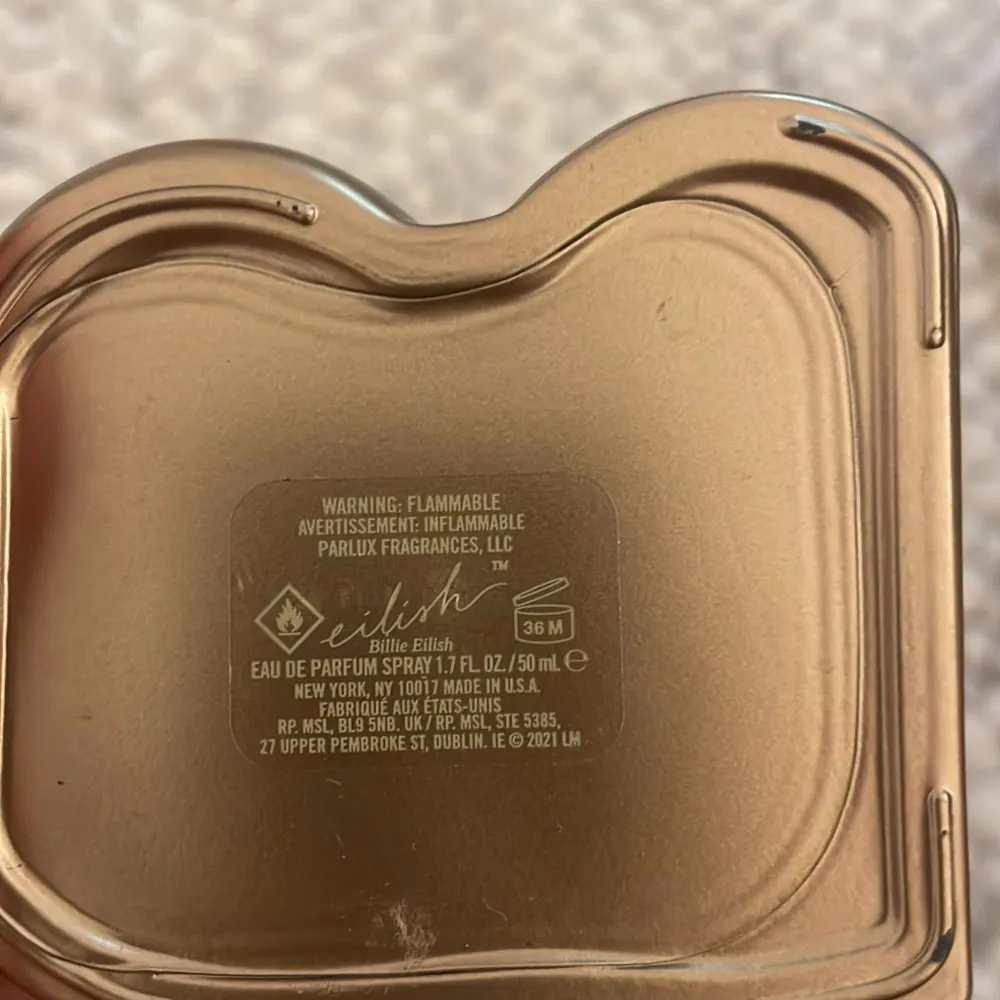 WARNING: FLAMMABLE
AVERTISSEMENT: INFLAMMABLE
PARLUX FRAGRANCES, LLC
eilish™
36 M
Billie Eilish
EAU DE PARFUM SPRAY 1.7 FL. OZ. / 50 mL ℮
NEW YORK, NY 10017 MADE IN U.S.A.
FABRIQUÉ AUX ÉTATS-UNIS
RP. MSL, BL9 5NB. UK / RP. MSL, STE 5385,
27 UPPER PEMBROKE ST, DUBLIN. IE © 2021 LM